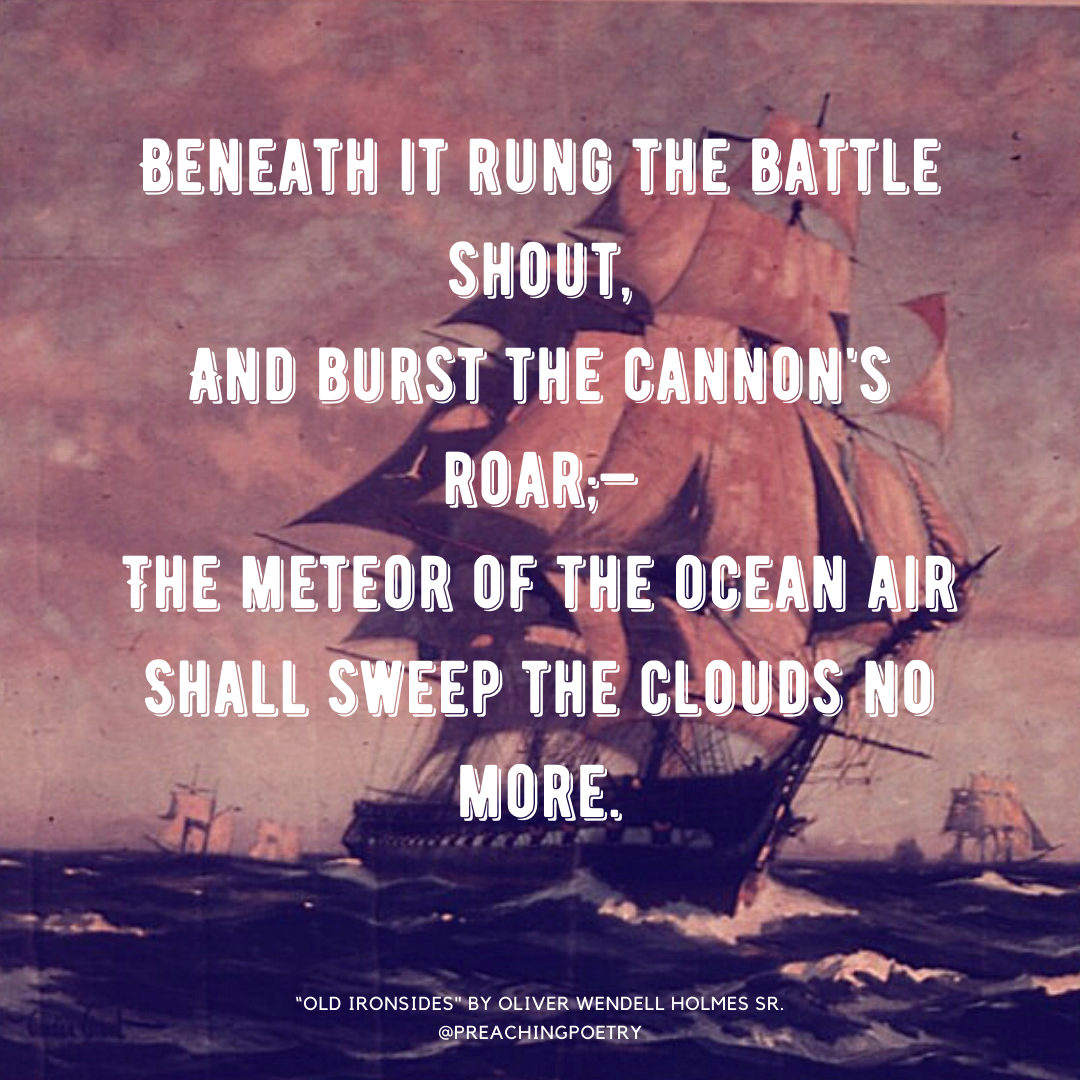 Beneath it rung the battle
shout,
And burst the cannon's
roar;—
The meteor of the ocean air
Shall sweep the clouds no
more.
“OLD IRONSIDES" BY OLIVER WENDELL HOLMES SR.
@PREACHINGPOETRY